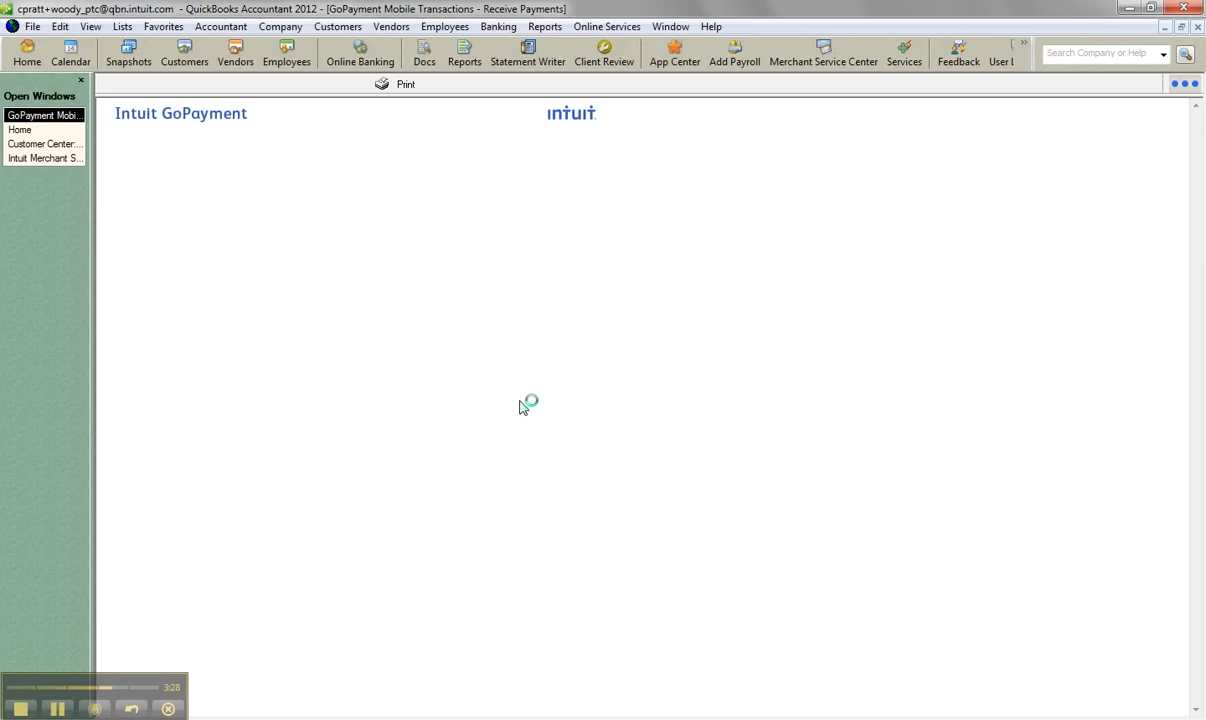 cpratt+woody_ptc@qbn.intuit.com - QuickBooks Accountant 2012 - [GoPayment Mobile Transactions - Receive Payments]
File Edit View Lists Favorites Accountant Company Customers Vendors Employees Banking Reports Online Services Window Help
Home Calendar Snapshots Customers Vendors Employees Online Banking Docs Reports Statement Writer Client Review App Center Add Payroll Merchant Service Center Services Feedback User L
Search Company or Help
Print
Open Windows
GoPayment Mobi...
Home
Customer Center:...
Intuit Merchant S...
Intuit GoPayment
intuit.
3:28